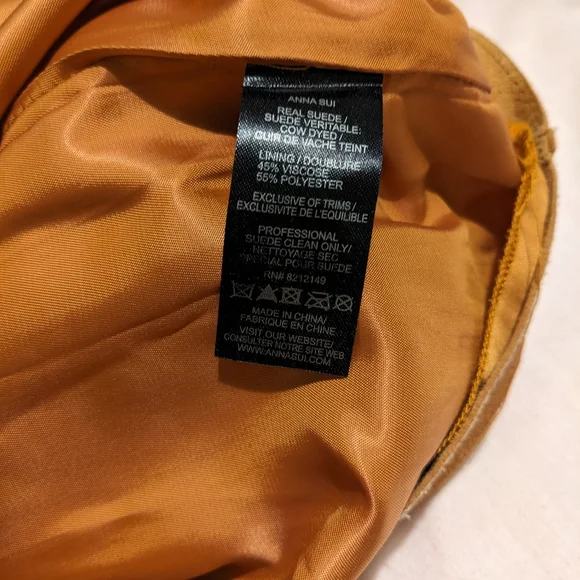 ANNA SUI
REAL SUEDE/
SUEDE VERITABLE:
COW DYED/
CUIR DE VACHE TEINT
LINING/DOUBLURE
45% VISCOSE
55% POLYESTER
EXCLUSIVE OF TRIMS/
EXCLUSIVITE DE L'EQUILIBLE
PROFESSIONAL
SUEDE CLEAN ONLY/
NETTOYAGE SEC
SPECIAL POUR SUEDE
RN# 8212149
MADE IN CHINA/
FABRIQUE EN CHINE
VISIT OUR WEBSITE/
CONSULTER NOTRE SITE WEB
WWW.ANNASUI.COM